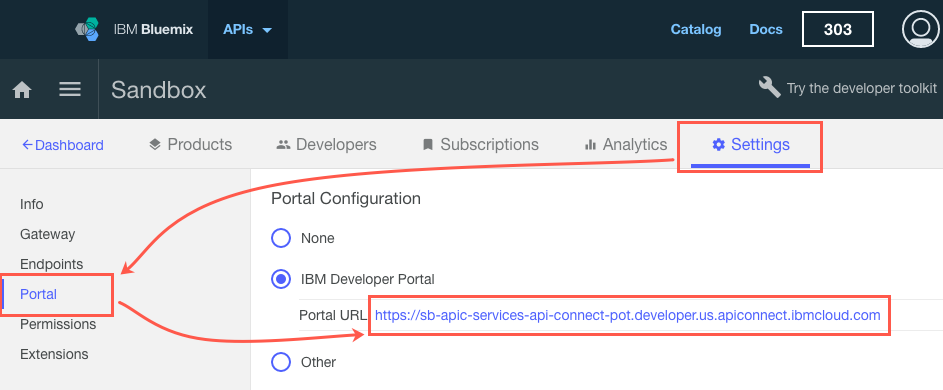 IBM Bluemix APIs Catalog Docs 303
Sandbox Try the developer toolkit
Dashboard Products Developers Subscriptions Analytics Settings
Info
Gateway
Endpoints
Portal
Permissions
Extensions
Portal Configuration
None
IBM Developer Portal
Portal URL https://sb-apic-services-api-connect-pot.developer.us.apiconnect.ibmcloud.com
Other